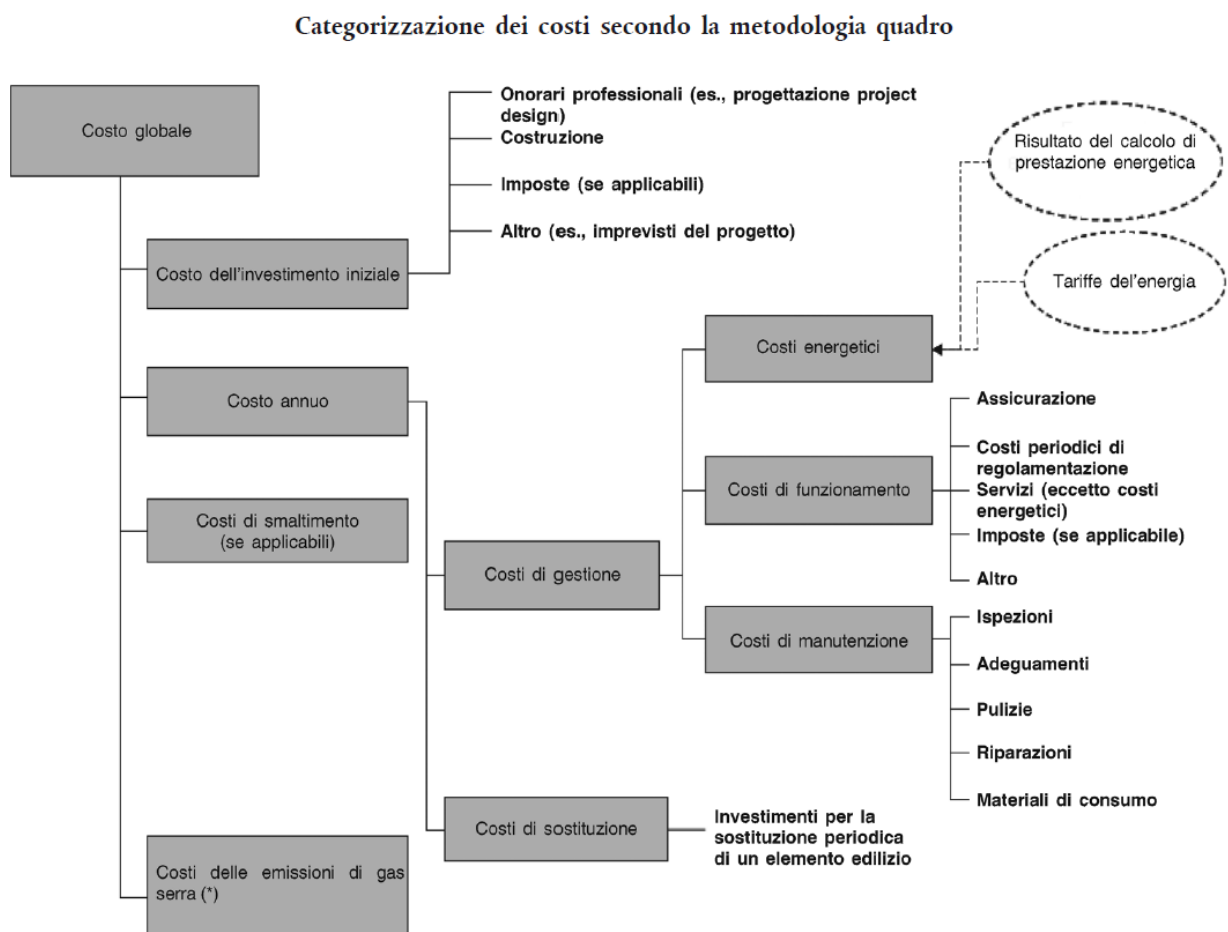 Categorizzazione dei costi secondo la metodologia quadro
Costo globale
Onorari professionali (es., progettazione project
design)
Costruzione
Imposte (se applicabili)
Altro (es., imprevisti del progetto)
Costo dell'investimento iniziale
Risultato del calcolo di
prestazione energetica
Tariffe del'energia
Costi energetici
Costo annuo
Assicurazione
Costi periodici di
regolamentazione
Servizi (eccetto costi
energetici)
Imposte (se applicabile)
Altro
Costi di funzionamento
Costi di smaltimento
(se applicabili)
Costi di gestione
Costi di manutenzione
Ispezioni
Adeguamenti
Pulizie
Riparazioni
Materiali di consumo
Costi di sostituzione
Investimenti per la
sostituzione periodica
di un elemento edilizio
Costi delle emissioni di gas
serra (*)